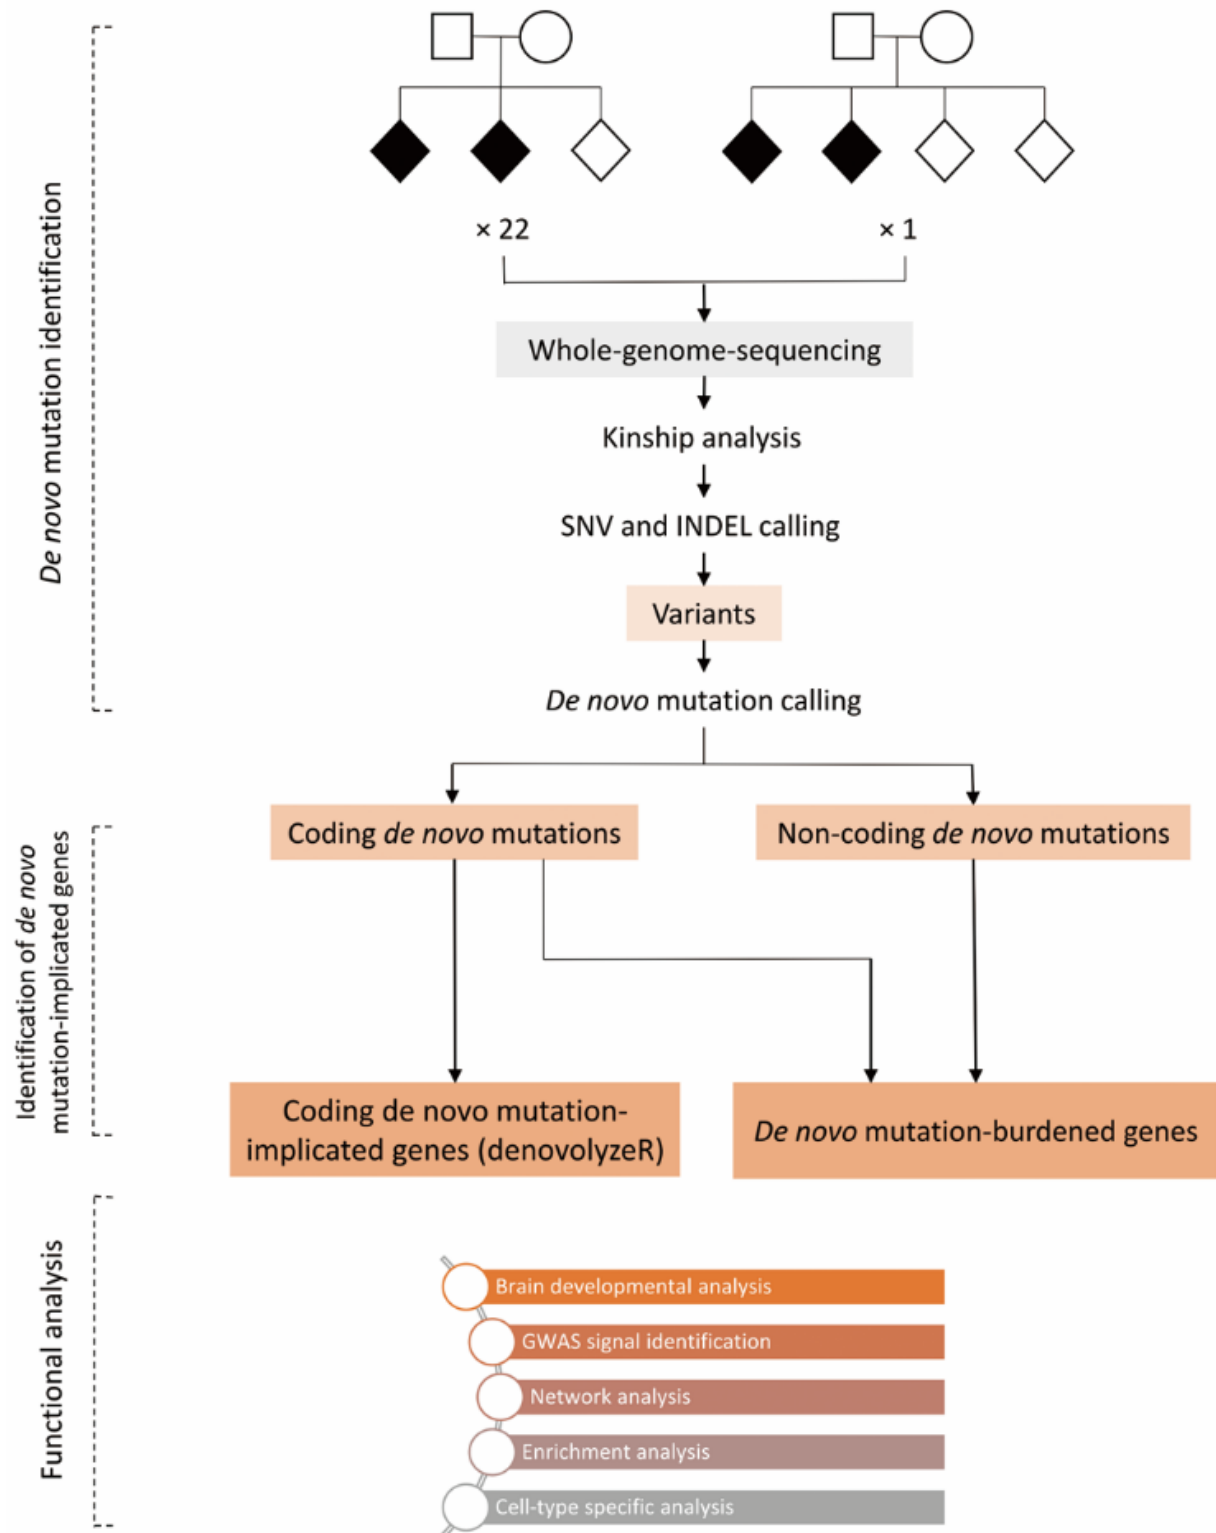 × 22
× 1
Whole-genome-sequencing
Kinship analysis
SNV and INDEL calling
Variants
De novo mutation calling
De novo mutation identification
Coding de novo mutations
Non-coding de novo mutations
Identification of de novo
mutation-implicated genes
Coding de novo mutation-
implicated genes (denovolyzeR)
De novo mutation-burdened genes
Functional analysis
Brain developmental analysis
GWAS signal identification
Network analysis
Enrichment analysis
Cell-type specific analysis